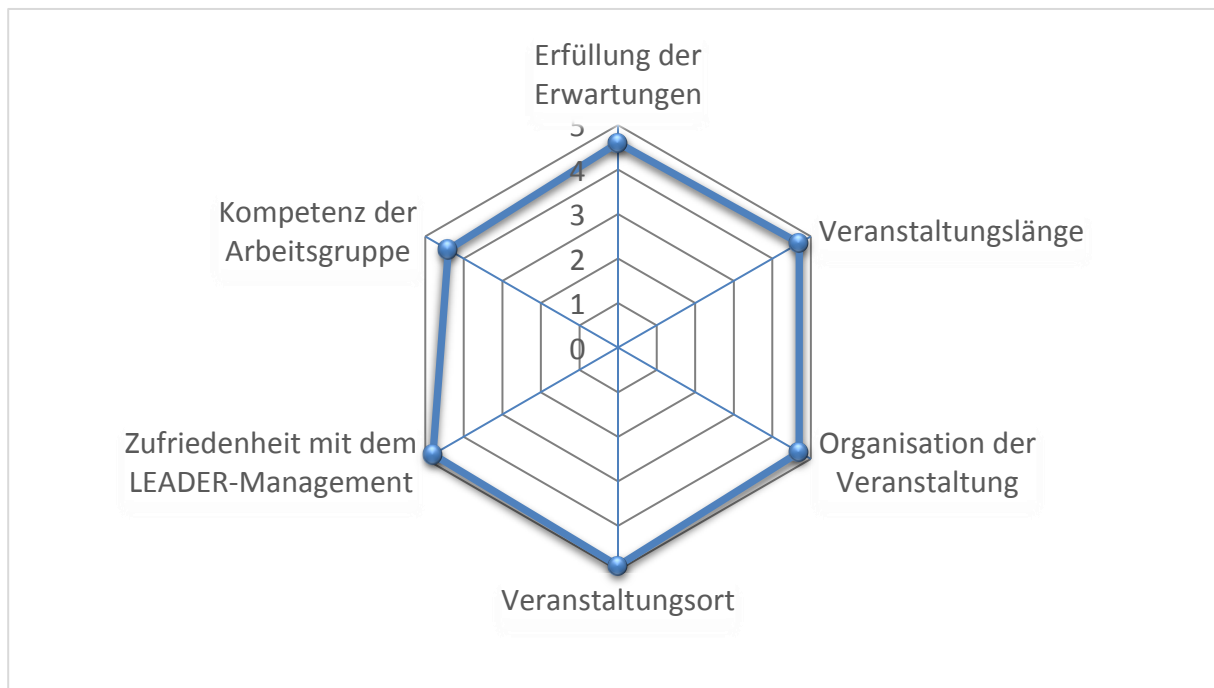 Erfüllung der
Erwartungen
5
4
Kompetenz der
Arbeitsgruppe
3
Veranstaltungslänge
2
1
0
Zufriedenheit mit dem
LEADER-Management
Organisation der
Veranstaltung
Veranstaltungsort